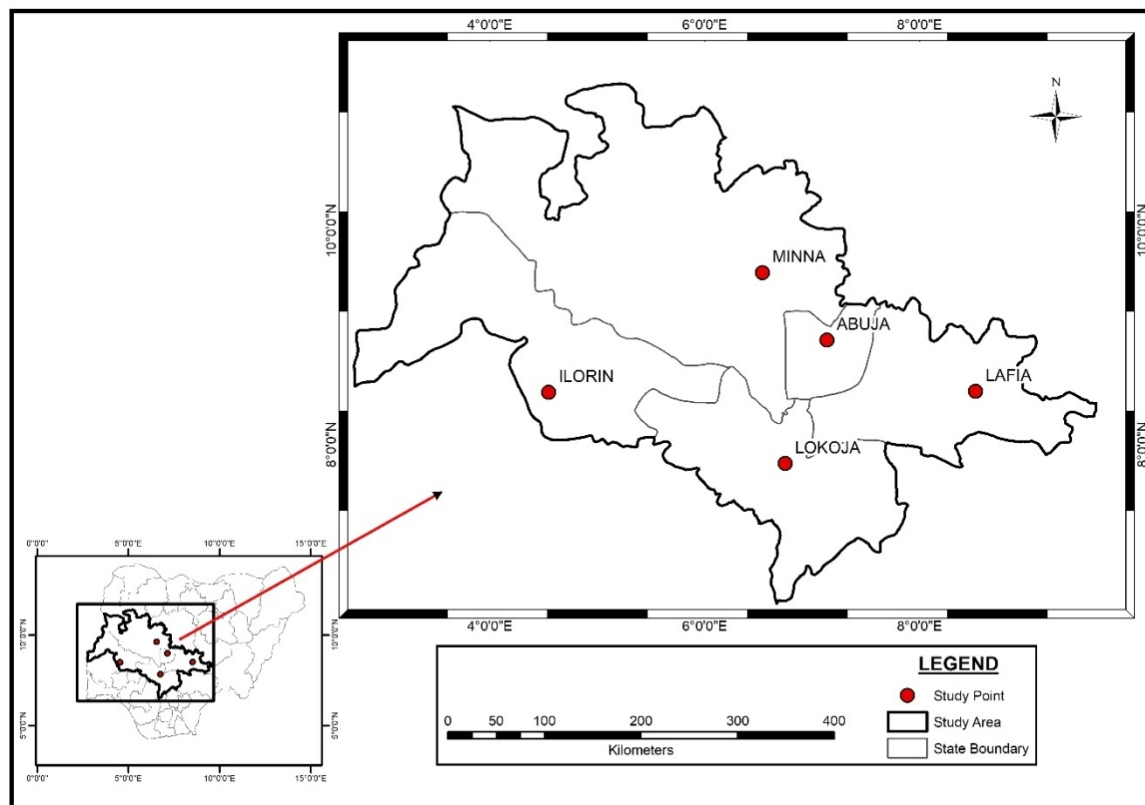 4°0'0"E 6°0'0"E 8°0'0"E
N
10°0'0"N 10°0'0"N
MINNA
ABUJA
ILORIN
LAFIA
8°0'0"N 8°0'0"N
LOKOJA
4°0'0"E 6°0'0"E 8°0'0"E
0°0'0"E 5°0'0"E 10°0'0"E 15°0'0"E
10°0'0"N 10°0'0"N
5°0'0"N 5°0'0"N
0°0'0"E 5°0'0"E 10°0'0"E 15°0'0"E
LEGEND
Study Point
Study Area
State Boundary
0 50 100 200 300 400
Kilometers